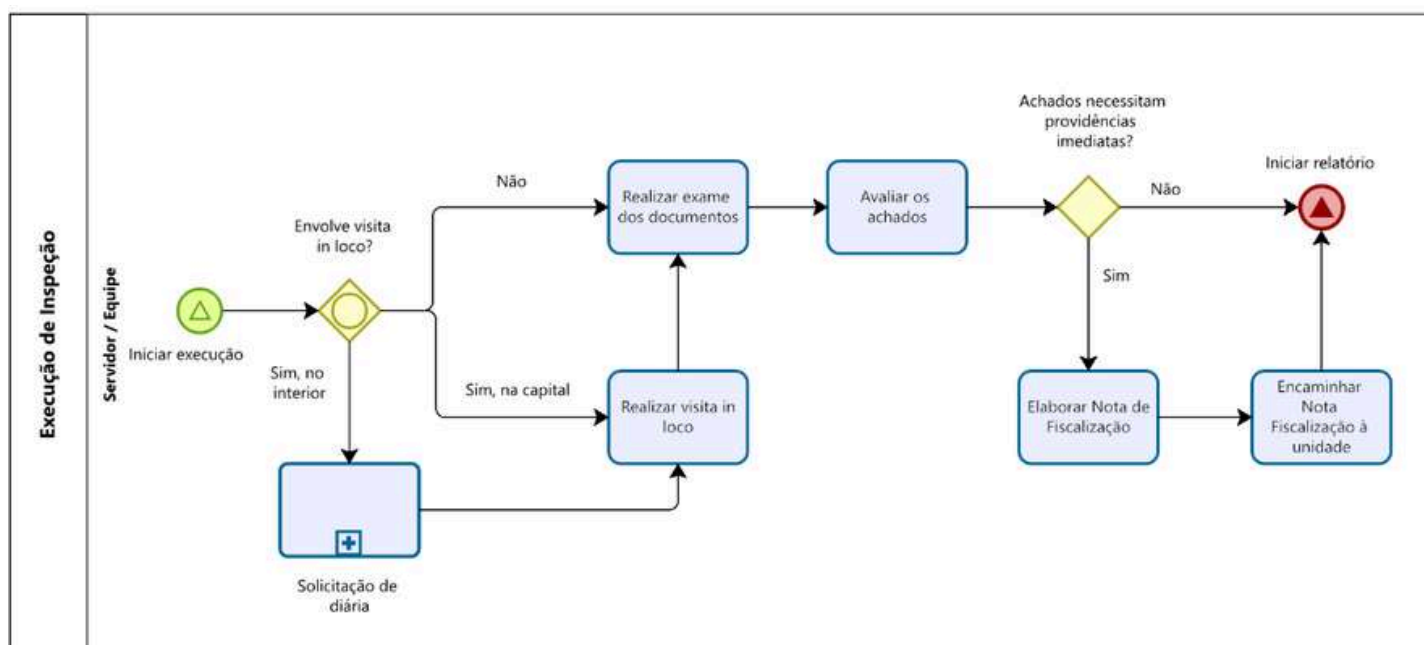 Execução de Inspeção
Servidor / Equipe
Iniciar execução
Envolve visita
in loco?
Não
Sim, na capital
Sim, no
interior
Solicitação de
diária
Realizar exame
dos documentos
Realizar visita in
loco
Avaliar os
achados
Achados necessitam
providências
imediatas?
Não
Sim
Iniciar relatório
Elaborar Nota de
Fiscalização
Encaminhar
Nota
Fiscalização à
unidade